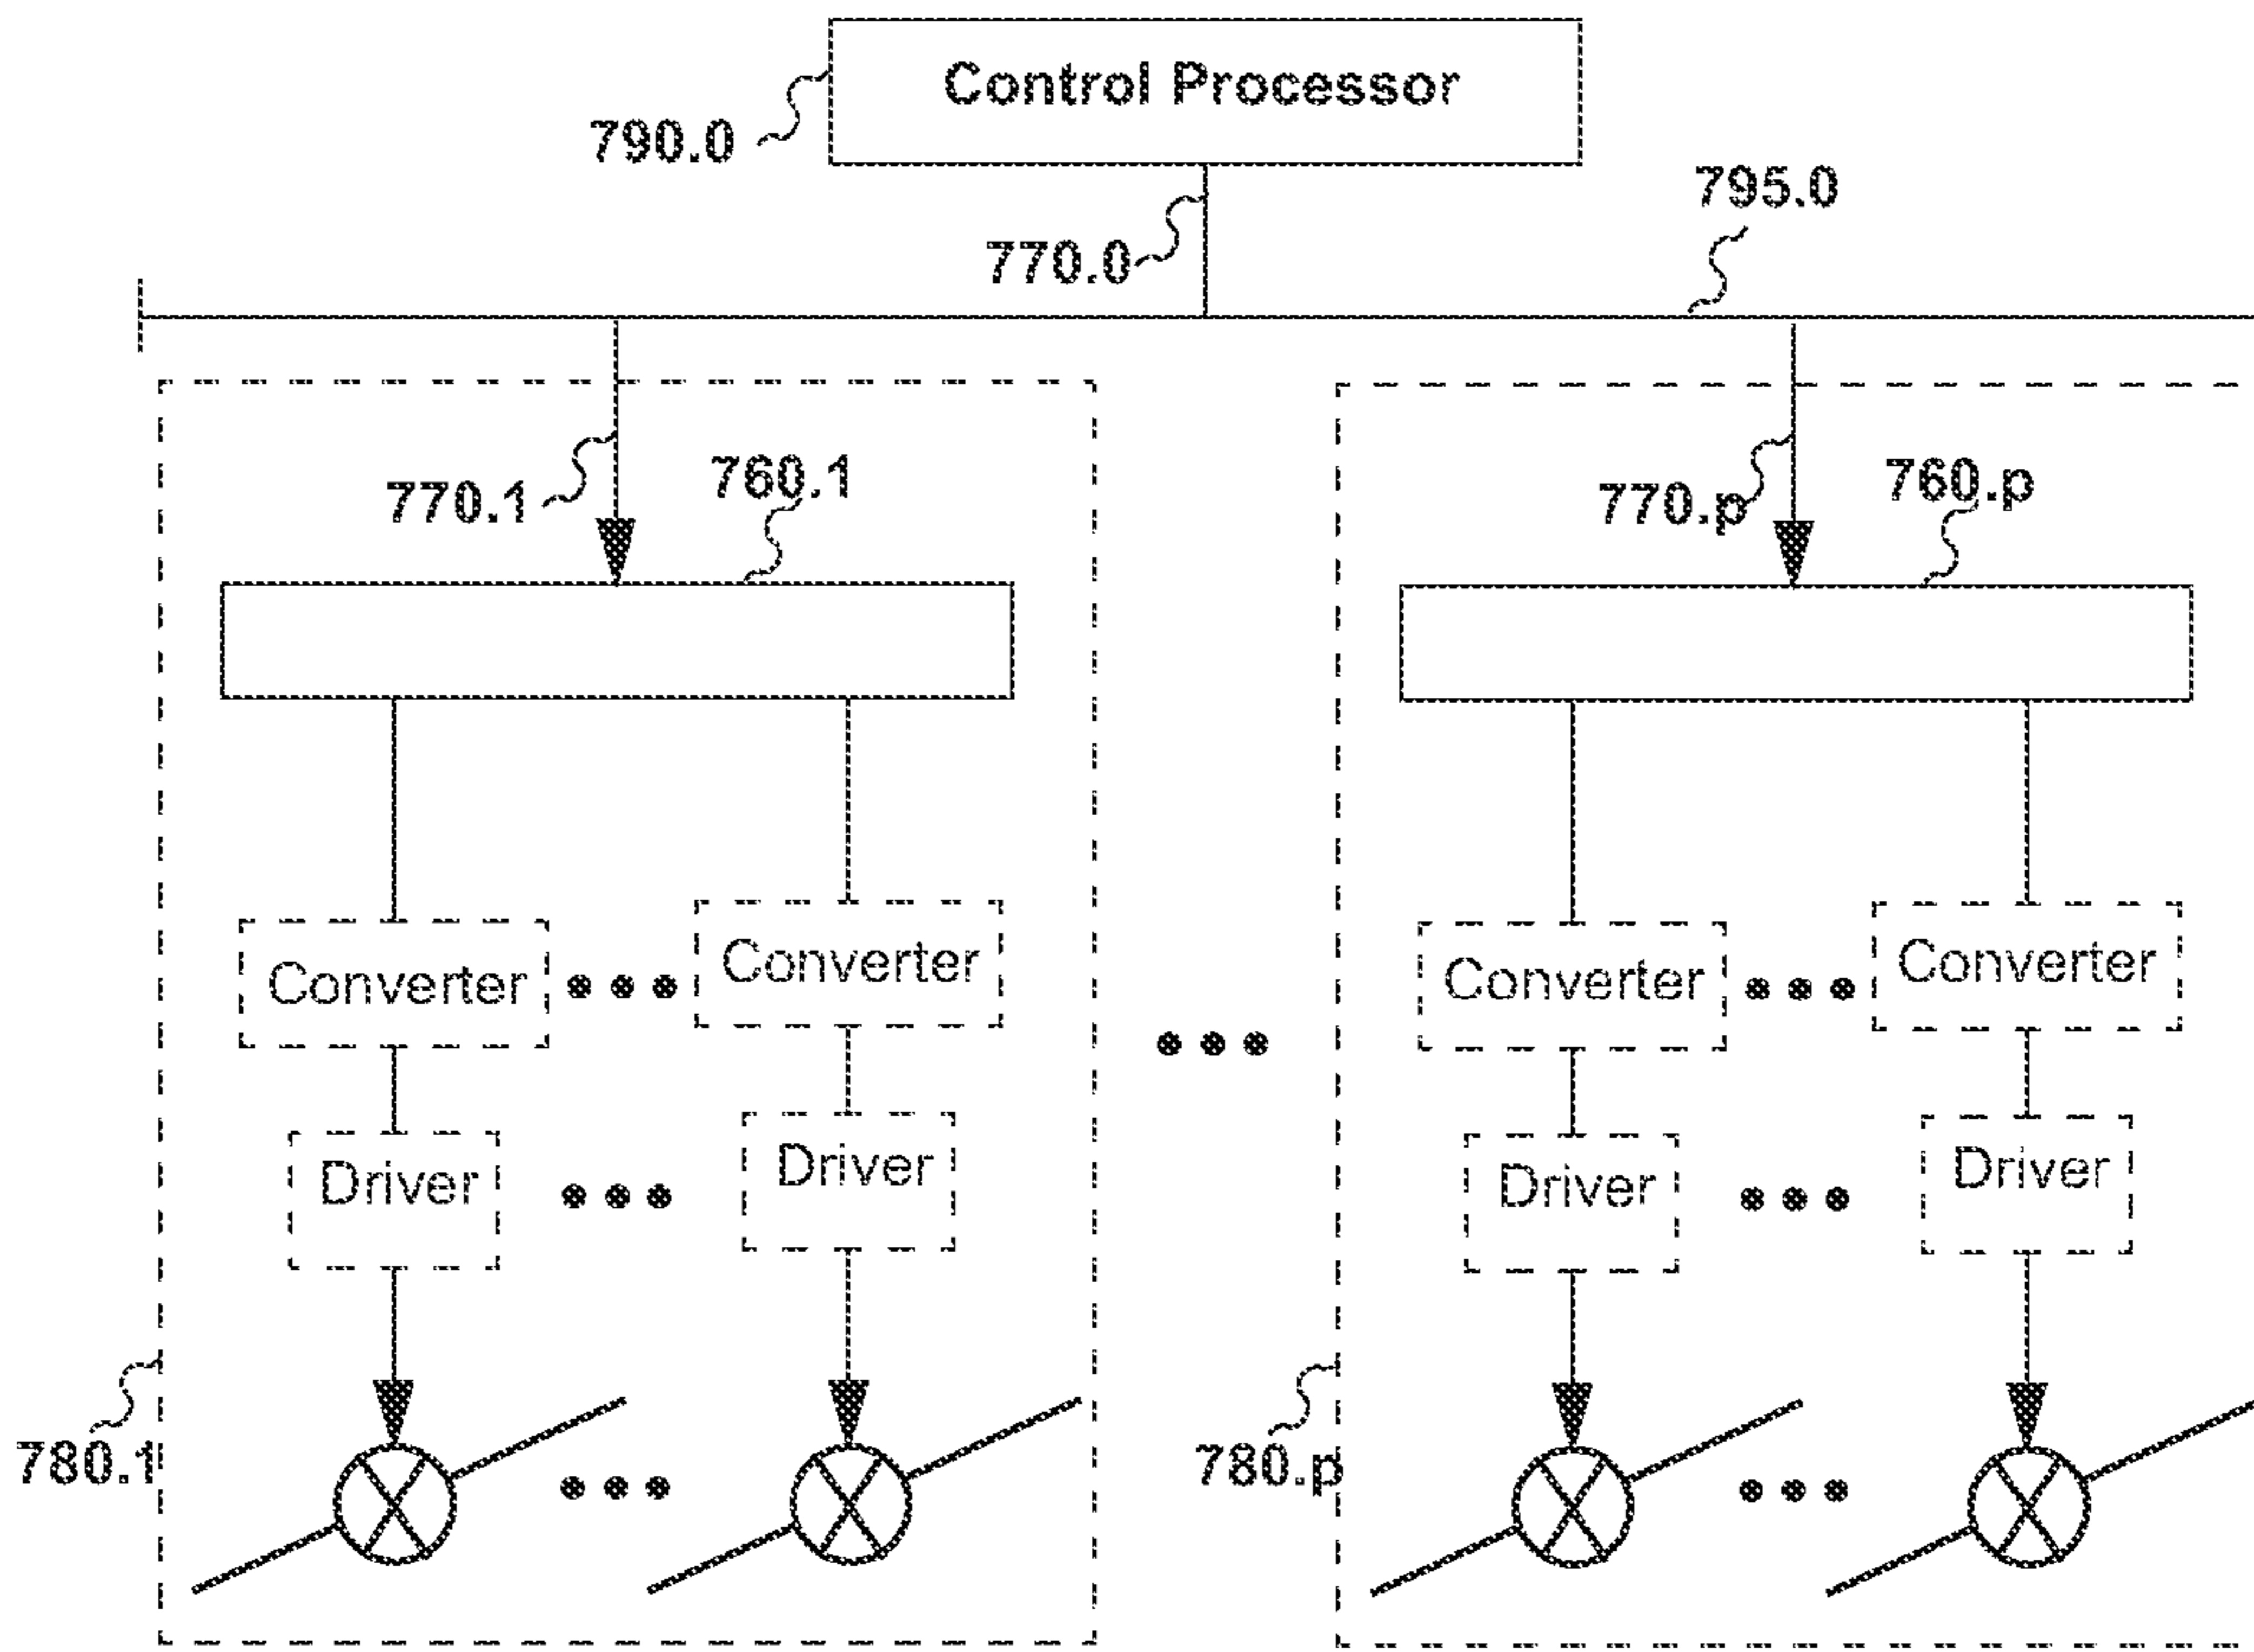 Control Processor
790.0
795.0
770.0
770.1
760.1
770.p
760.p
Converter
Converter
Converter
Converter
Driver
Driver
Driver
Driver
780.1
780.p